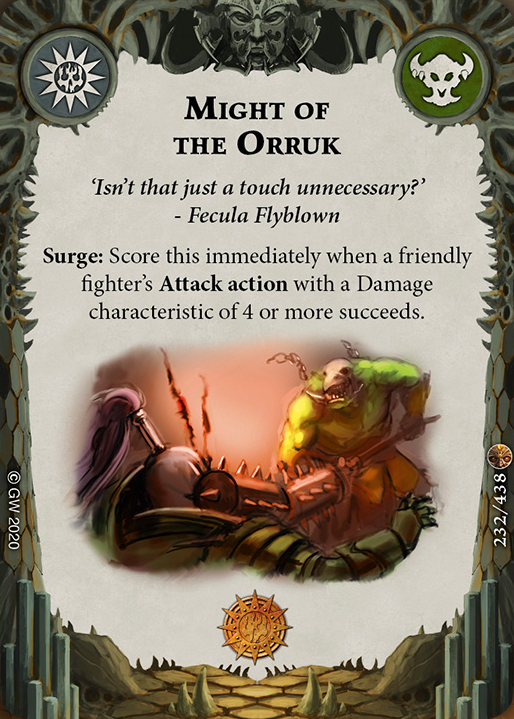 MIGHT OF
THE ORRUK
‘Isn’t that just a touch unnecessary?’
- Fecula Flyblown
Surge: Score this immediately when a friendly
fighter’s Attack action with a Damage
characteristic of 4 or more succeeds.
© GW 2020
232/438